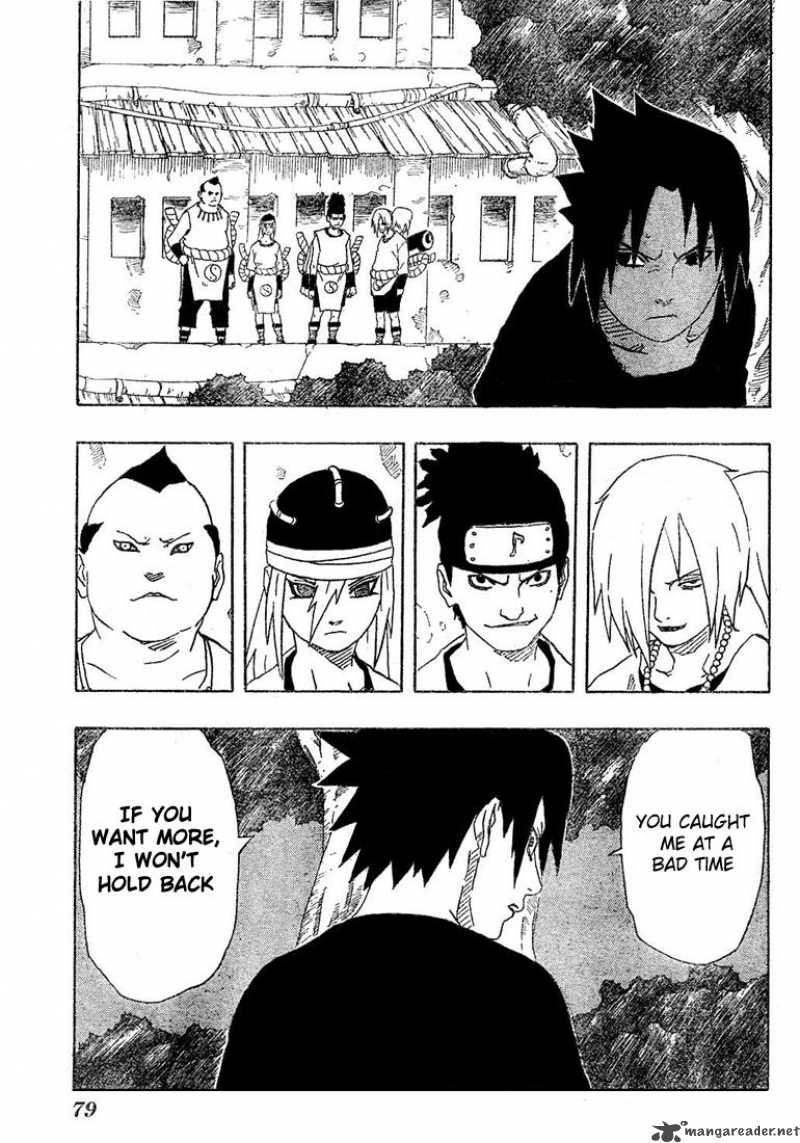 YOU CAUGHT
ME AT A
BAD TIME
IF YOU
WANT MORE,
I WON'T
HOLD BACK
79
mangareader.net